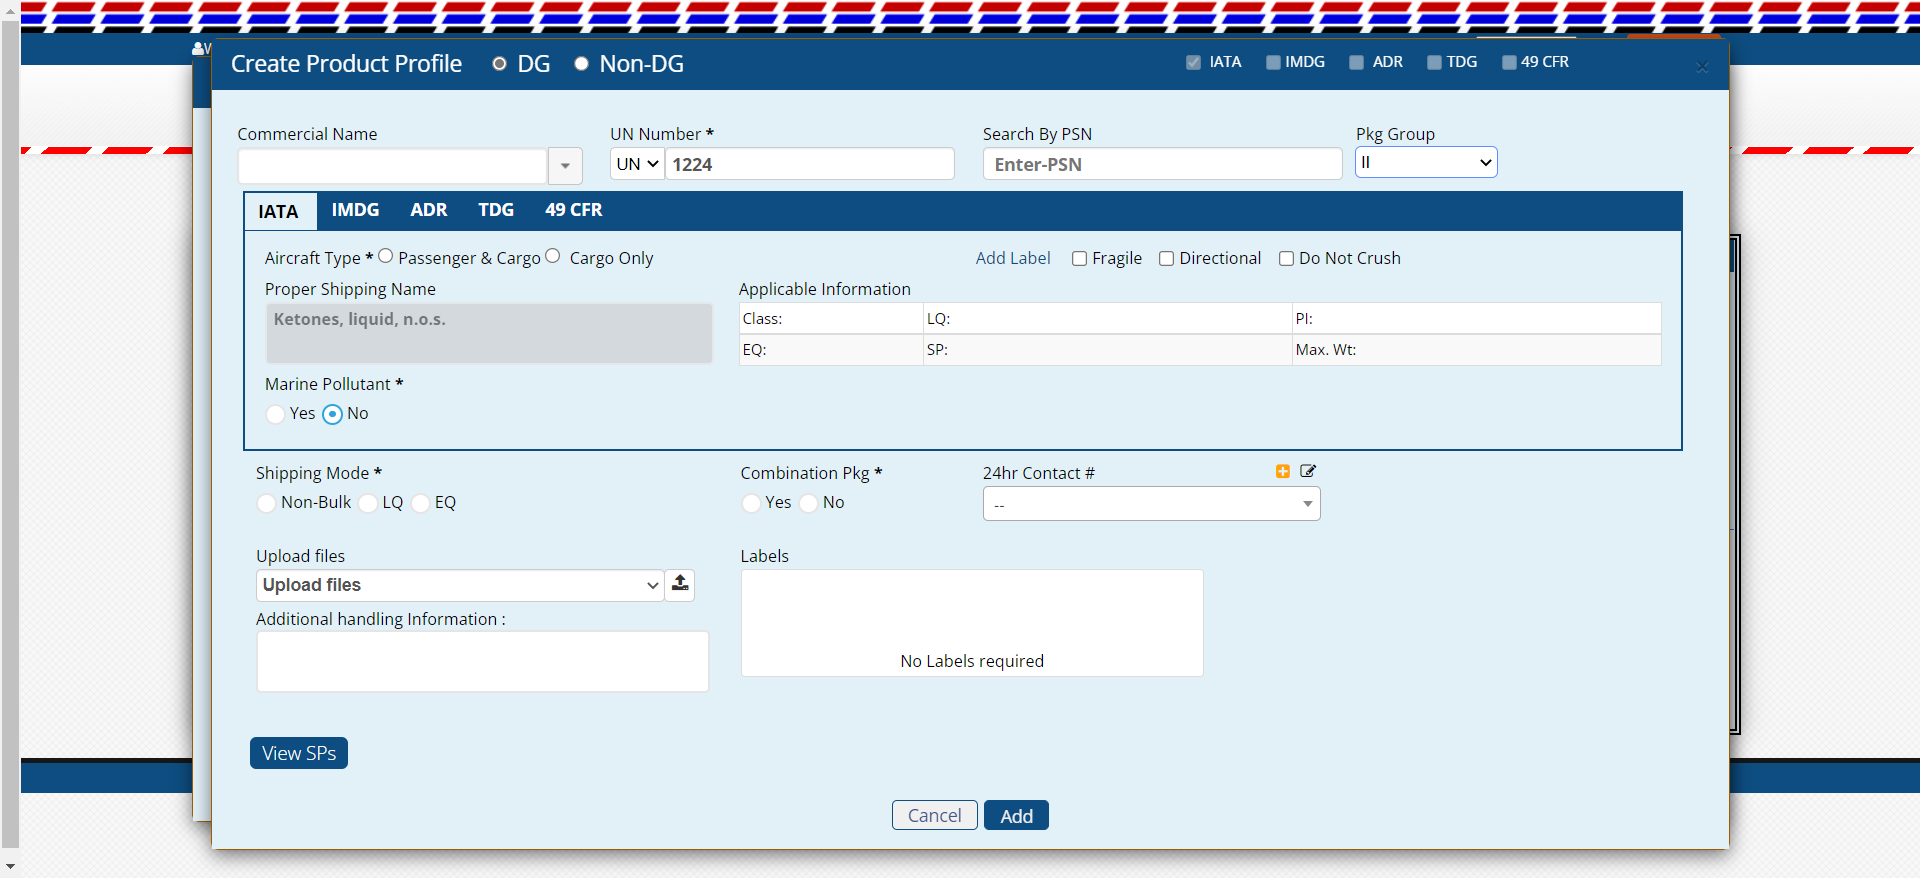 W
Create Product Profile DG Non-DG IATA IMDG ADR TDG 49 CFR ×
Commercial Name UN Number * Search By PSN Pkg Group
UN 1224 Enter-PSN II
IATA IMDG ADR TDG 49 CFR
Aircraft Type * Passenger & Cargo Cargo Only Add Label Fragile Directional Do Not Crush
Proper Shipping Name Applicable Information
Ketones, liquid, n.o.s. Class: LQ: PI:
EQ: SP: Max. Wt:
Marine Pollutant *
Yes No
Shipping Mode * Combination Pkg * 24hr Contact #
Non-Bulk LQ EQ Yes No --
Upload files Labels
Upload files
Additional handling Information :
No Labels required
View SPs
Cancel Add